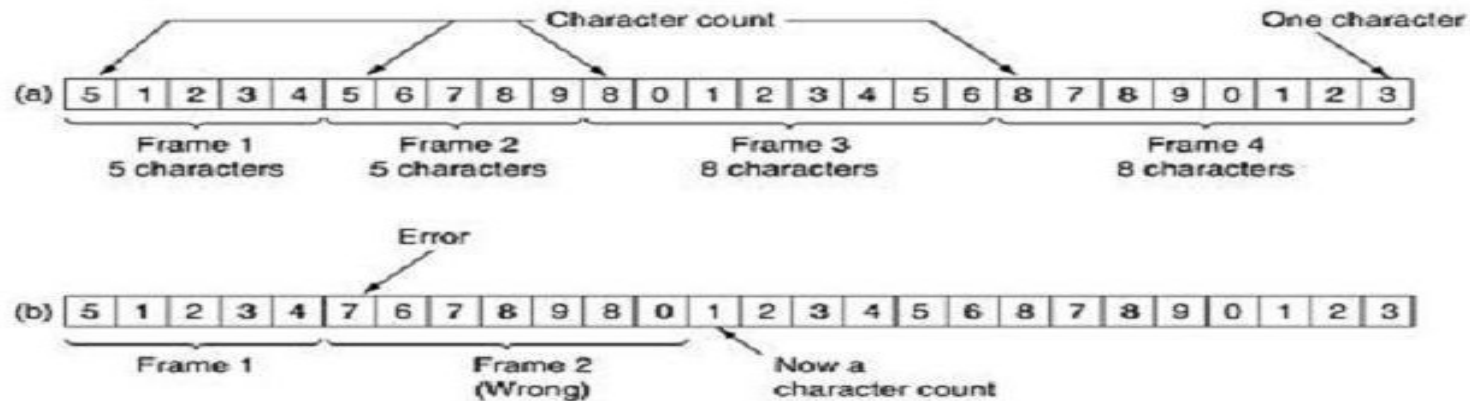 Character count One character
(a) 5 1 2 3 4 5 6 7 8 9 8 0 1 2 3 4 5 6 8 7 8 9 0 1 2 3
Frame 1 Frame 2 Frame 3 Frame 4
5 characters 5 characters 8 characters 8 characters
Error
(b) 5 1 2 3 4 7 6 7 8 9 8 0 1 2 3 4 5 6 8 7 8 9 0 1 2 3
Frame 1 Frame 2 Now a
(Wrong) character count